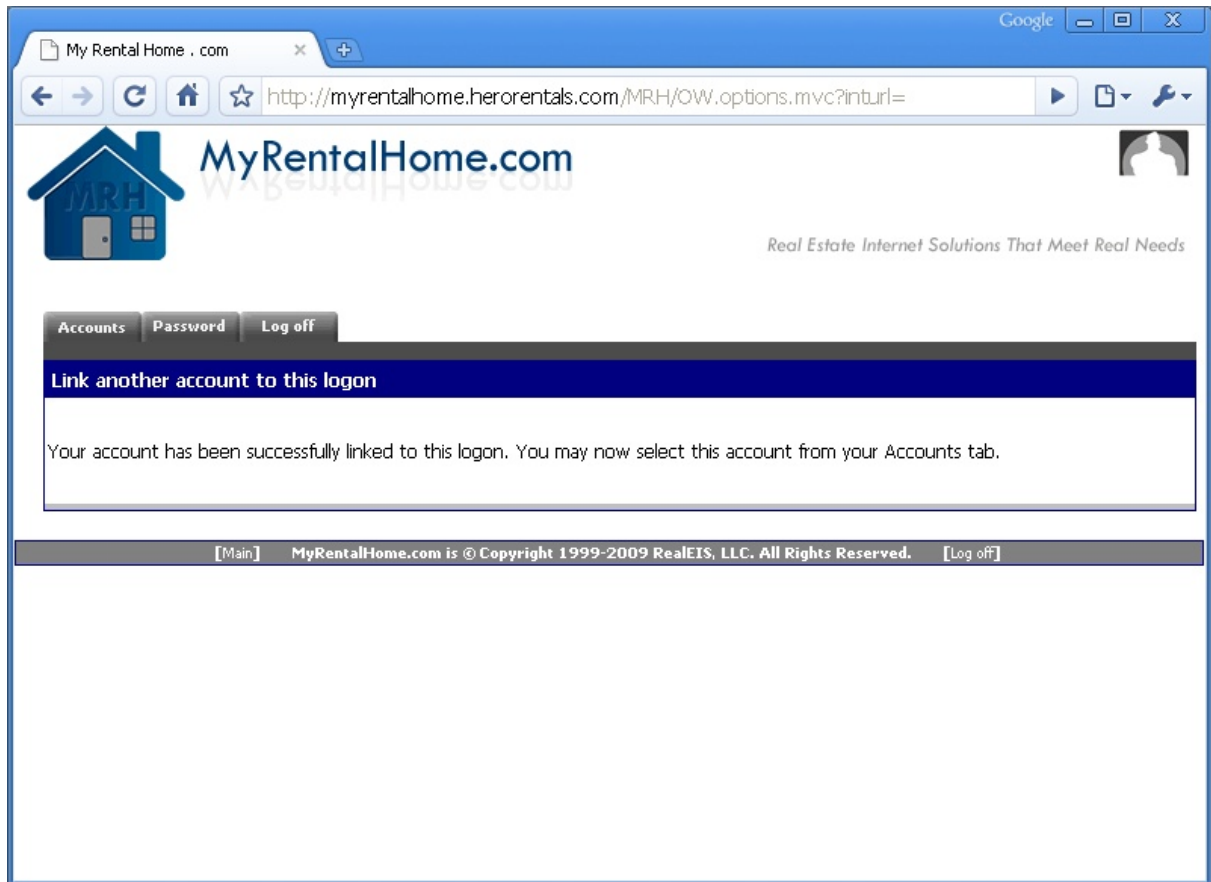 Google
My Rental Home . com
http://myrentalhome.herorentals.com/MRH/OW.options.mvc?inturl=
MRH
MyRentalHome.com
Real Estate Internet Solutions That Meet Real Needs
Accounts Password Log off
Link another account to this logon
Your account has been successfully linked to this logon. You may now select this account from your Accounts tab.
[Main] MyRentalHome.com is © Copyright 1999-2009 RealEIS, LLC. All Rights Reserved. [Log off]